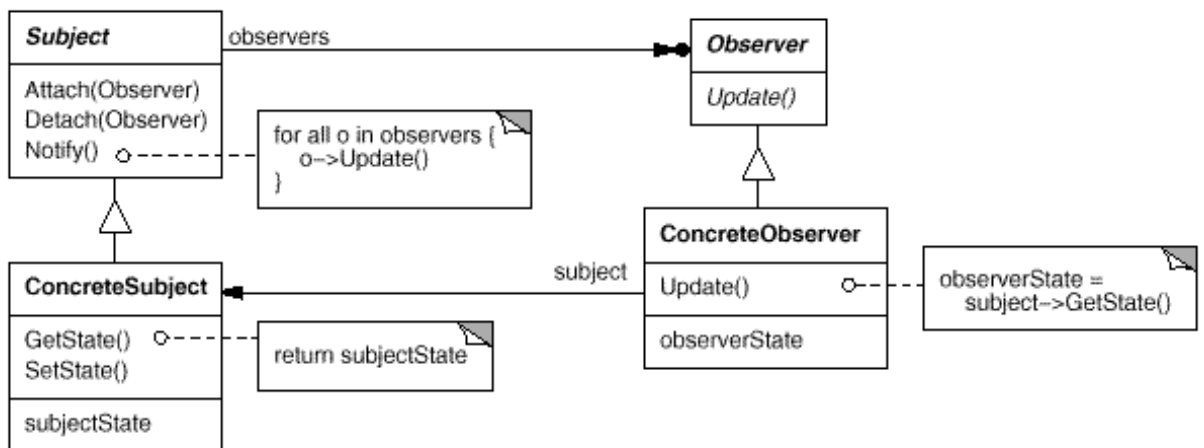 Subject
Attach(Observer)
Detach(Observer)
Notify()
observers
for all o in observers {
o->Update()
}
Observer
Update()
ConcreteSubject
GetState()
SetState()
subjectState
return subjectState
subject
ConcreteObserver
Update()
observerState
observerState =
subject->GetState()